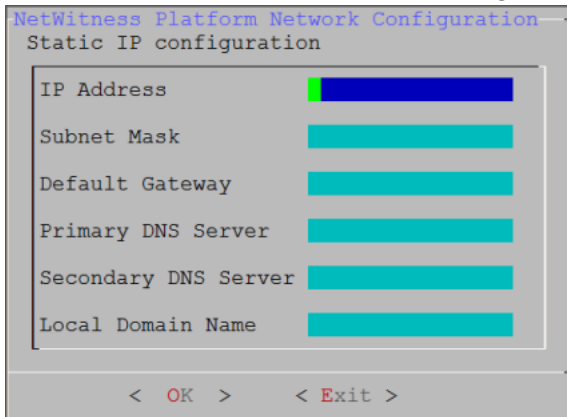 NetWitness Platform Network Configuration
Static IP configuration
IP Address
Subnet Mask
Default Gateway
Primary DNS Server
Secondary DNS Server
Local Domain Name
< OK > < Exit >